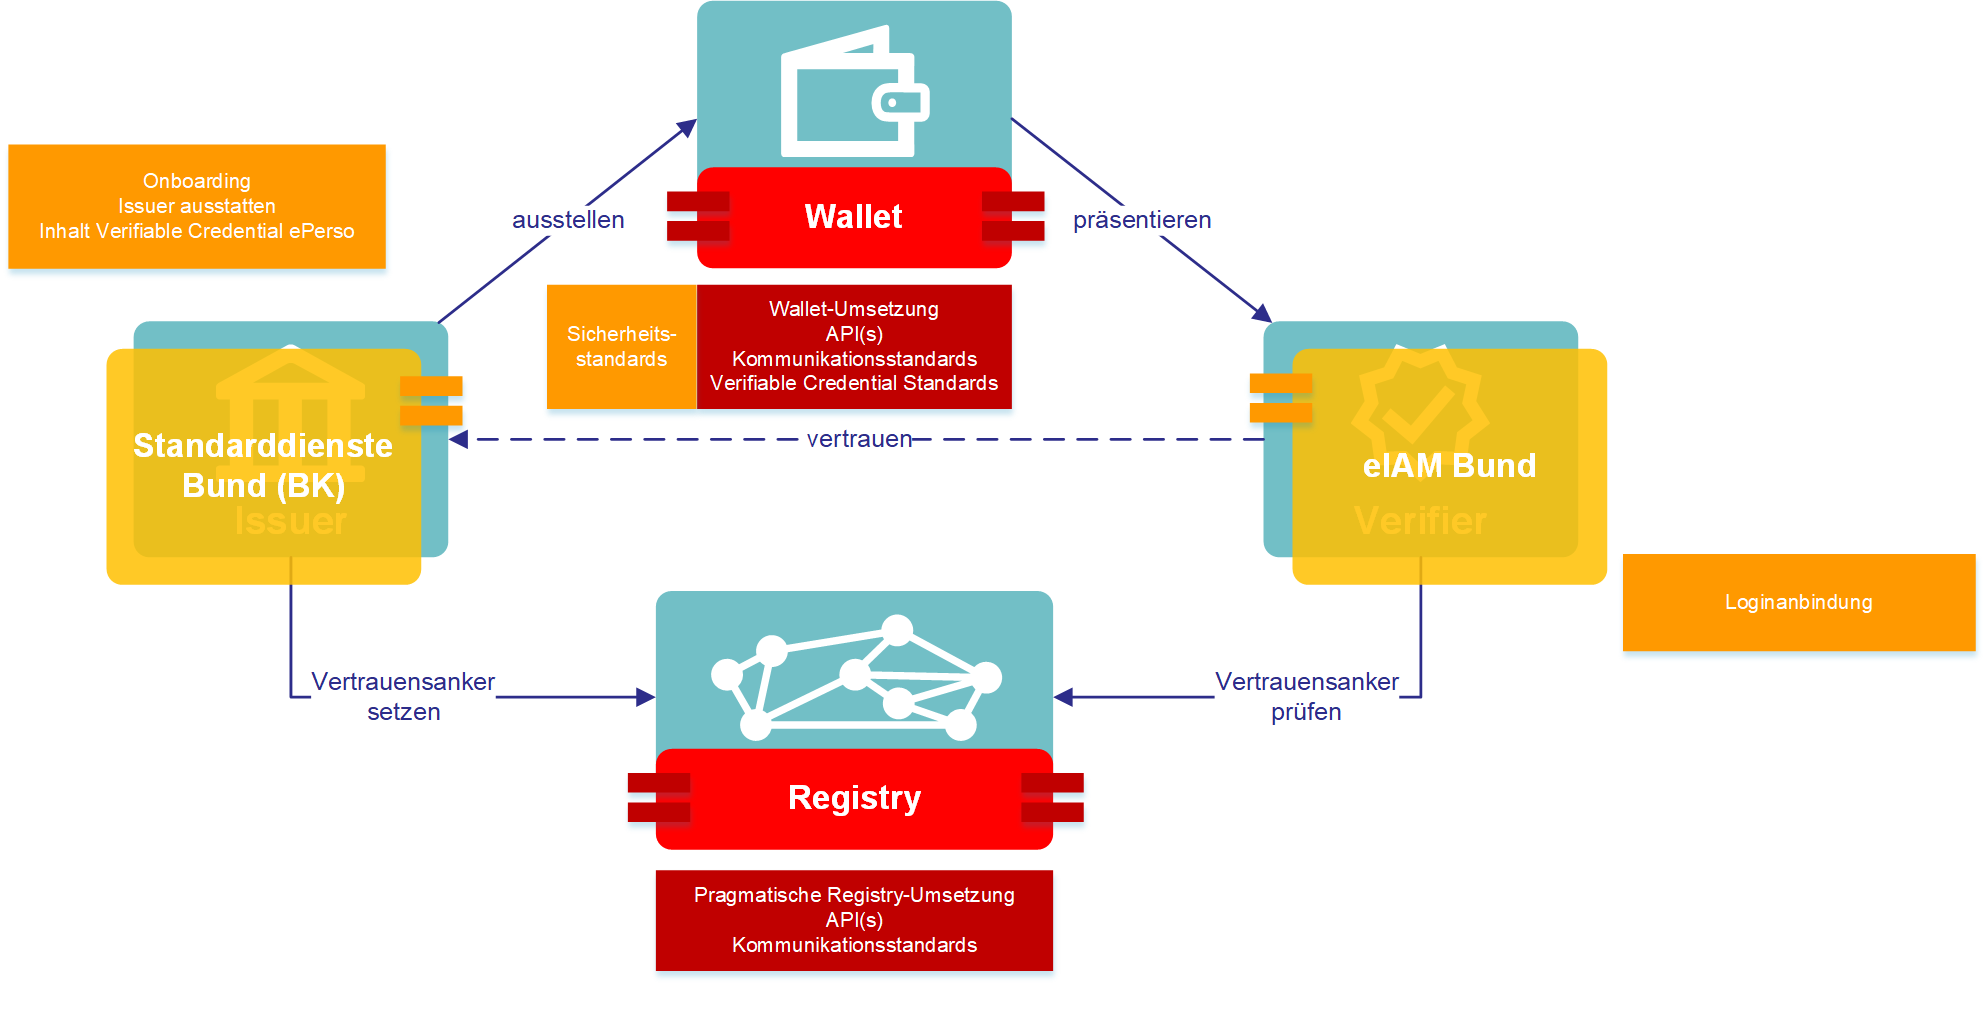 Onboarding
Issuer ausstatten
Inhalt Verifiable Credential ePerso
ausstellen
Wallet
präsentieren
Sicherheits-
standards
Wallet-Umsetzung
API(s)
Kommunikationsstandards
Verifiable Credential Standards
Standarddienste
Bund (BK)
Issuer
vertrauen
eIAM Bund
Verifier
Loginanbindung
Vertrauensanker
setzen
Vertrauensanker
prüfen
Registry
Pragmatische Registry-Umsetzung
API(s)
Kommunikationsstandards